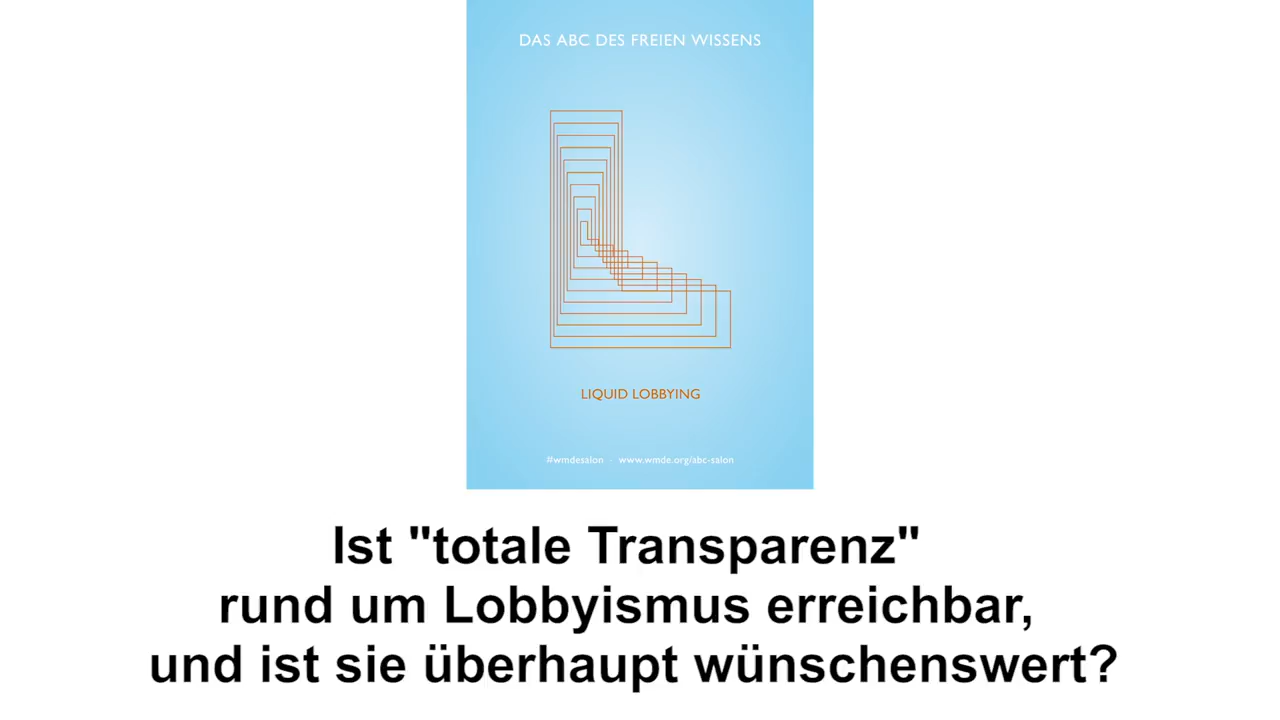 DAS ABC DES FREIEN WISSENS
LIQUID LOBBYING
#wmdesalon - www.wmde.org/abc-salon
Ist "totale Transparenz"
rund um Lobbyismus erreichbar,
und ist sie überhaupt wünschenswert?